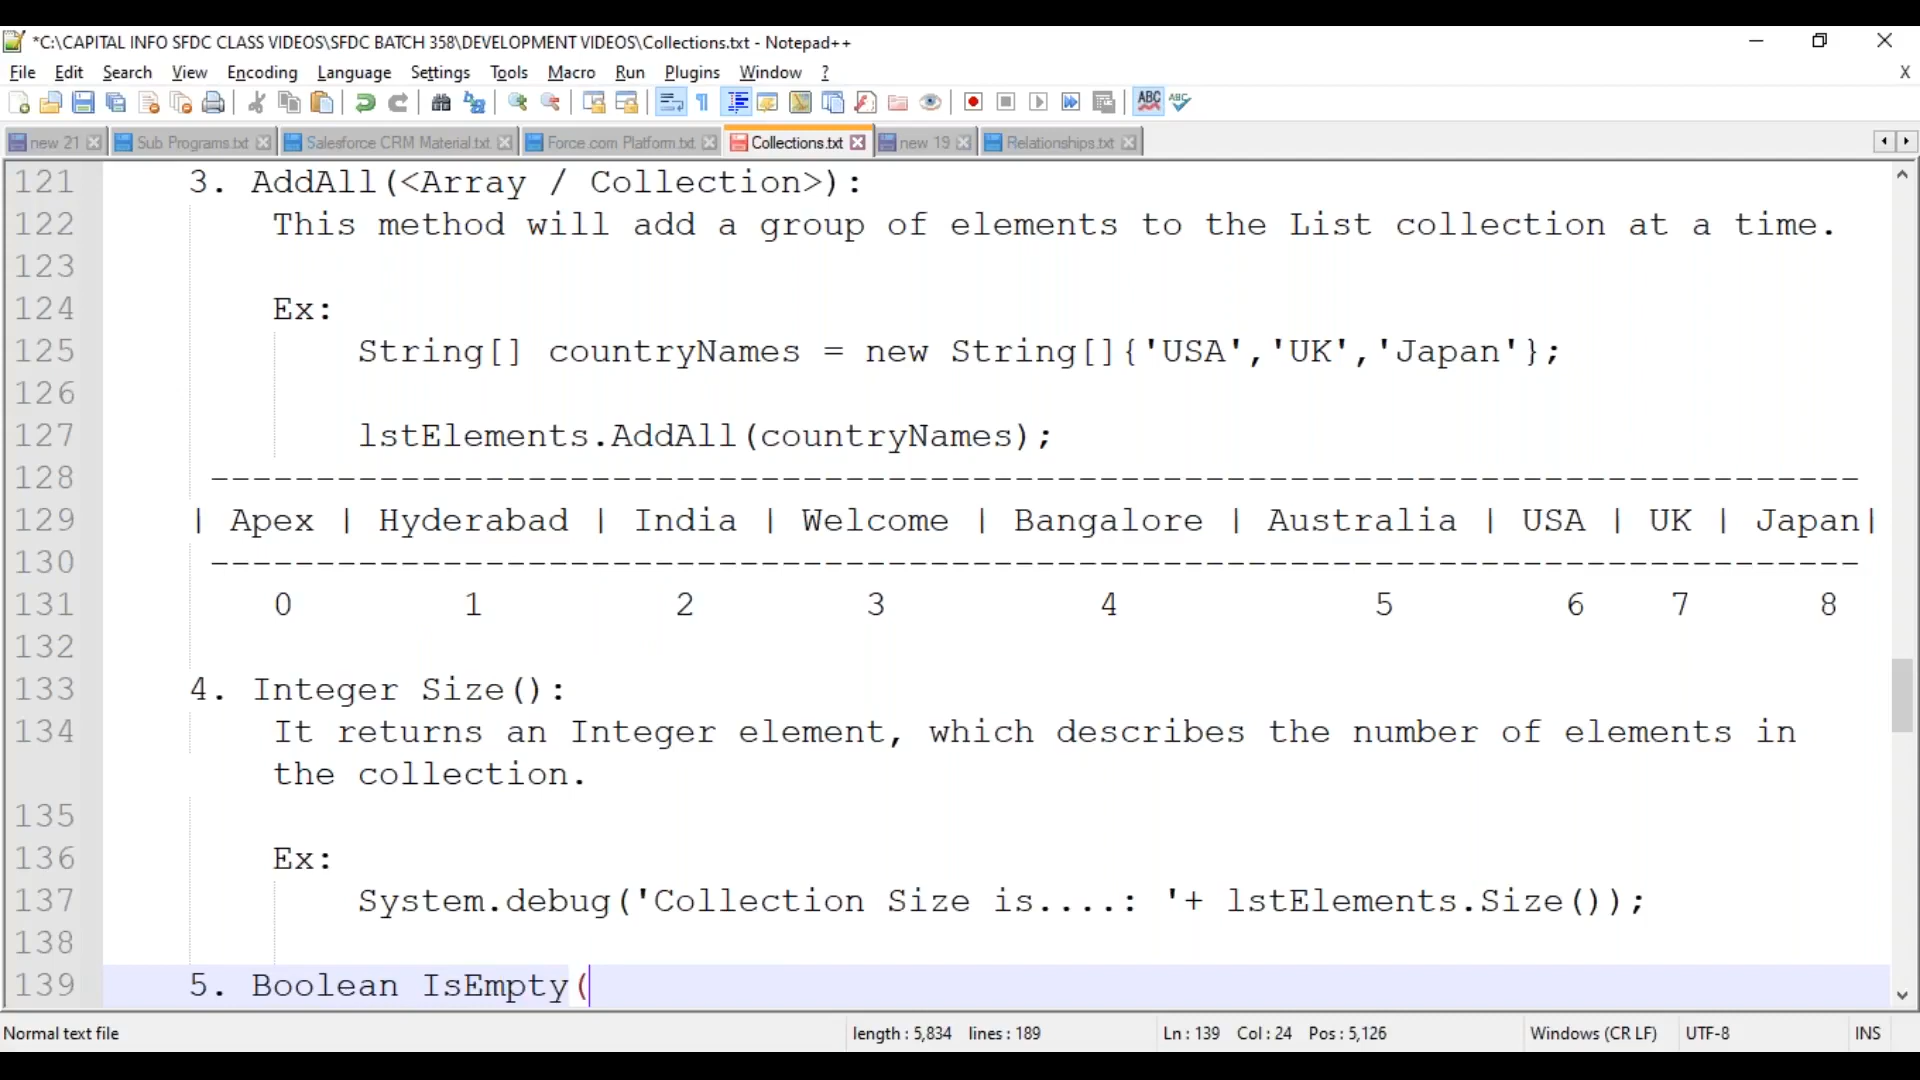 *C:\CAPITAL INFO SFDC CLASS VIDEOS\SFDC BATCH 358\DEVELOPMENT VIDEOS\Collections.txt - Notepad++
File Edit Search View Encoding Language Settings Tools Macro Run Plugins Window ? X
new 21 Sub Programs.txt Salesforce CRM Material.txt Force.com Platform.txt Collections.txt new 19 Relationships.txt
121 3. AddAll(<Array / Collection>):
122 This method will add a group of elements to the List collection at a time.
123
124 Ex:
125 String[] countryNames = new String[]{'USA','UK','Japan'};
126
127 lstElements.AddAll(countryNames);
128 ------------------------------------------------------------------------------
129 | Apex | Hyderabad | India | Welcome | Bangalore | Australia | USA | UK | Japan|
130 ------------------------------------------------------------------------------
131 0 1 2 3 4 5 6 7 8
132
133 4. Integer Size():
134 It returns an Integer element, which describes the number of elements in
the collection.
135
136 Ex:
137 System.debug('Collection Size is....: '+ lstElements.Size());
138
139 5. Boolean IsEmpty(
Normal text file length : 5,834 lines : 189 Ln : 139 Col : 24 Pos : 5,126 Windows (CR LF) UTF-8 INS